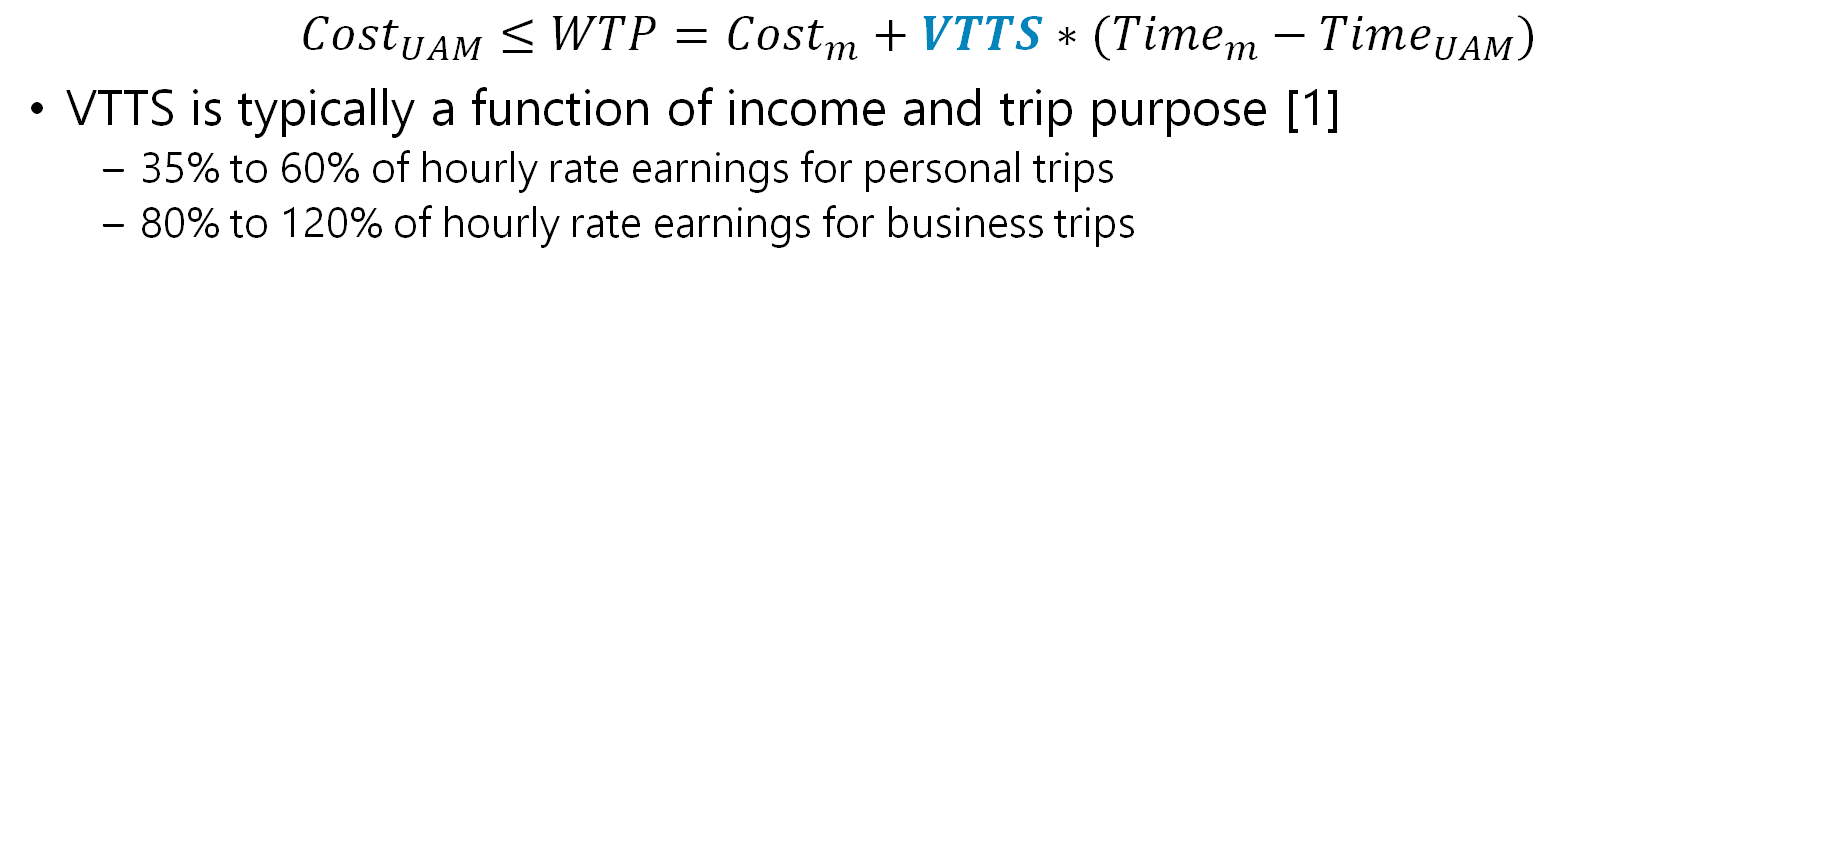 Cost_UAM ≤ WTP = Cost_m + VTTS * (Time_m − Time_UAM)
• VTTS is typically a function of income and trip purpose [1]
– 35% to 60% of hourly rate earnings for personal trips
– 80% to 120% of hourly rate earnings for business trips